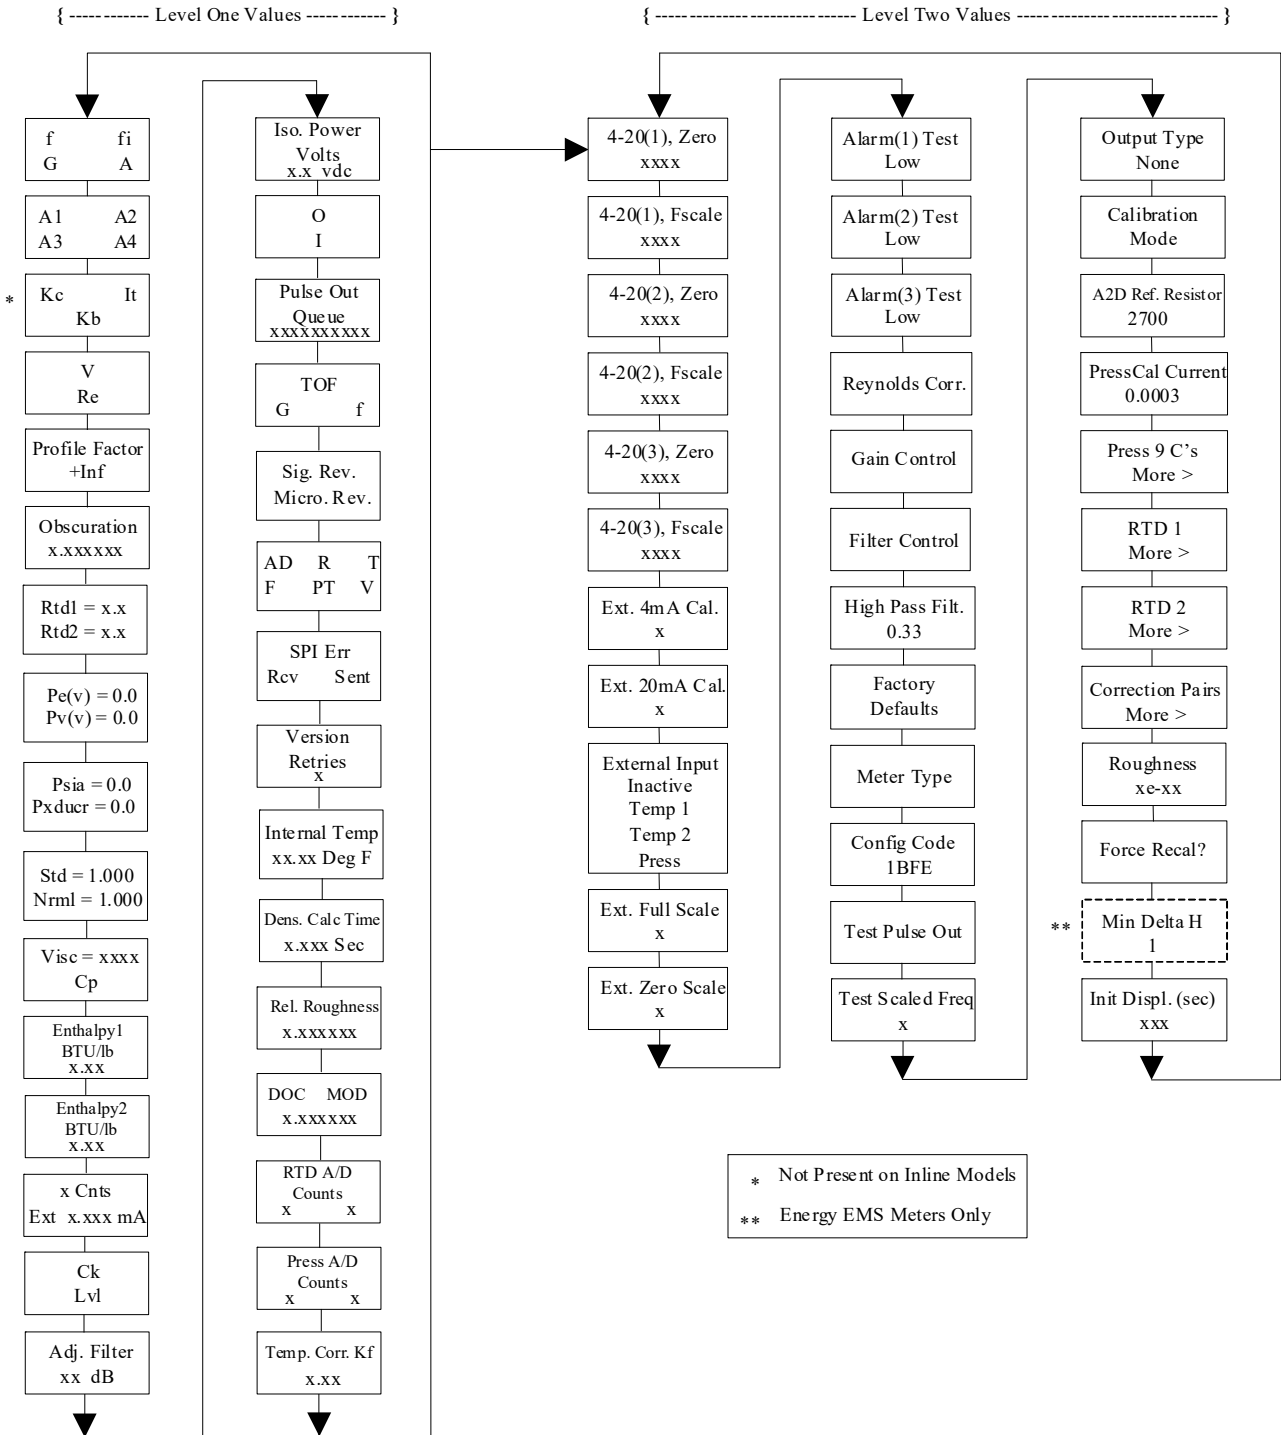 { ----------- Level One Values ----------- }
f fi
G A
A1 A2
A3 A4
*
Kc It
Kb
V
Re
Profile Factor
+Inf
Obscuration
x.xxxxxx
Rtd1 = x.x
Rtd2 = x.x
Pe(v) = 0.0
Pv(v) = 0.0
Psia = 0.0
Pxducr = 0.0
Std = 1.000
Nrml = 1.000
Visc = xxxx
Cp
Enthalpy1
BTU/lb
x.xx
Enthalpy2
BTU/lb
x.xx
x Cnts
Ext x.xxx mA
Ck
Lvl
Adj. Filter
xx dB
Iso. Power
Volts
x.x vdc
O
I
Pulse Out
Queue
xxxxxxxxxx
TOF
G f
Sig. Rev.
Micro. Rev.
AD R T
F PT V
SPI Err
Rcv Sent
Version
Retries
x
Internal Temp
xx.xx Deg F
Dens. Calc Time
x.xxx Sec
Rel. Roughness
x.xxxxxx
DOC MOD
x.xxxxxx
RTD A/D
Counts
x x
Press A/D
Counts
x x
Temp. Corr. Kf
x.xx
{ ---------------------------- Level Two Values ---------------------------- }
4-20(1), Zero
xxxx
4-20(1), Fscale
xxxx
4-20(2), Zero
xxxx
4-20(2), Fscale
xxxx
4-20(3), Zero
xxxx
4-20(3), Fscale
xxxx
Ext. 4mA Cal.
x
Ext. 20mA Cal.
x
External Input
Inactive
Temp 1
Temp 2
Press
Ext. Full Scale
x
Ext. Zero Scale
x
Alarm(1) Test
Low
Alarm(2) Test
Low
Alarm(3) Test
Low
Reynolds Corr.
Gain Control
Filter Control
High Pass Filt.
0.33
Factory
Defaults
Meter Type
Config Code
1BFE
Test Pulse Out
Test Scaled Freq
x
Output Type
None
Calibration
Mode
A2D Ref. Resistor
2700
PressCal Current
0.0003
Press 9 C's
More >
RTD 1
More >
RTD 2
More >
Correction Pairs
More >
Roughness
xe-xx
Force Recal?
**
Min Delta H
1
Init Displ. (sec)
xxx
* Not Present on Inline Models
** Energy EMS Meters Only